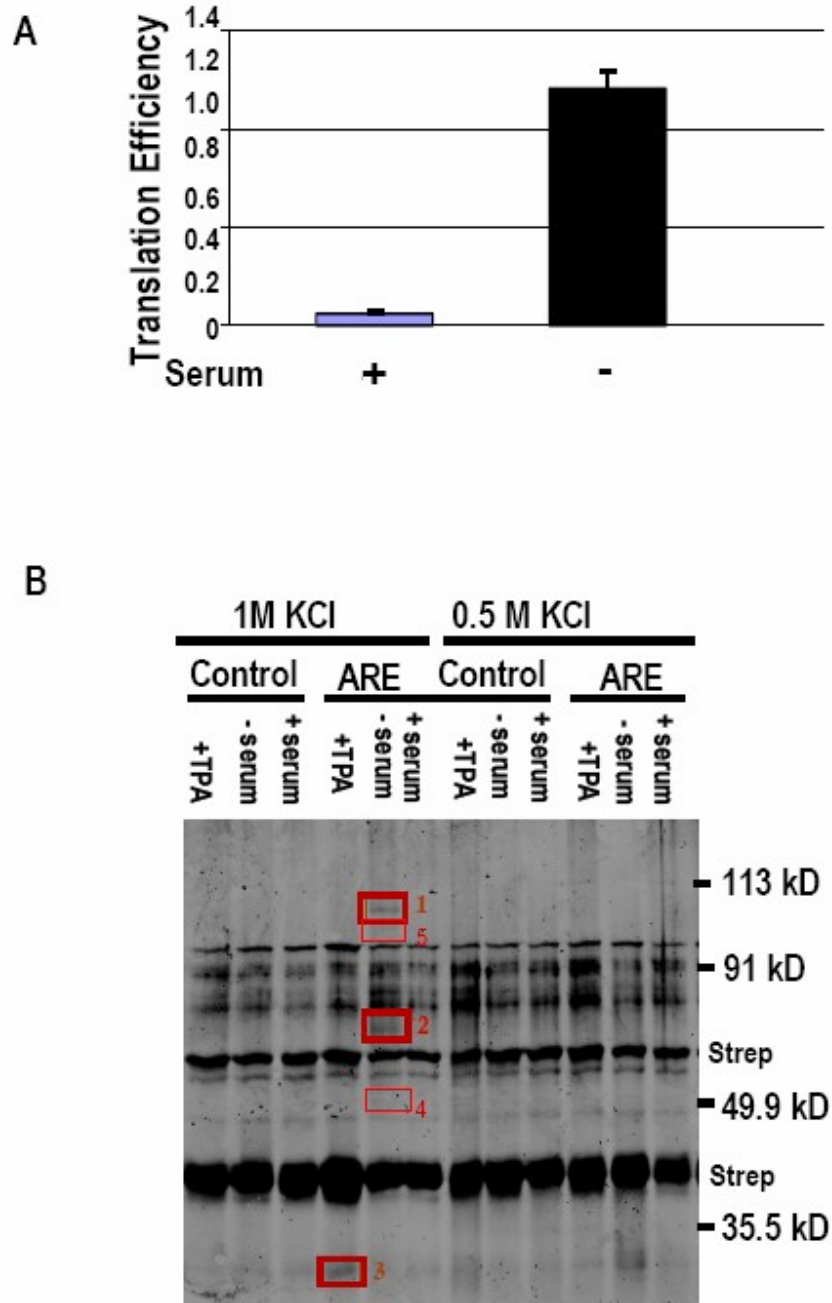 A
Translation Efficiency
1.4
1.2
1.0
0.8
0.6
0.4
0.2
0
Serum + -
B
1M KCl 0.5 M KCl
Control ARE Control ARE
+TPA - serum + serum +TPA - serum + serum +TPA - serum + serum +TPA - serum + serum
113 kD
1
5
91 kD
2
Strep
4
49.9 kD
Strep
35.5 kD
3